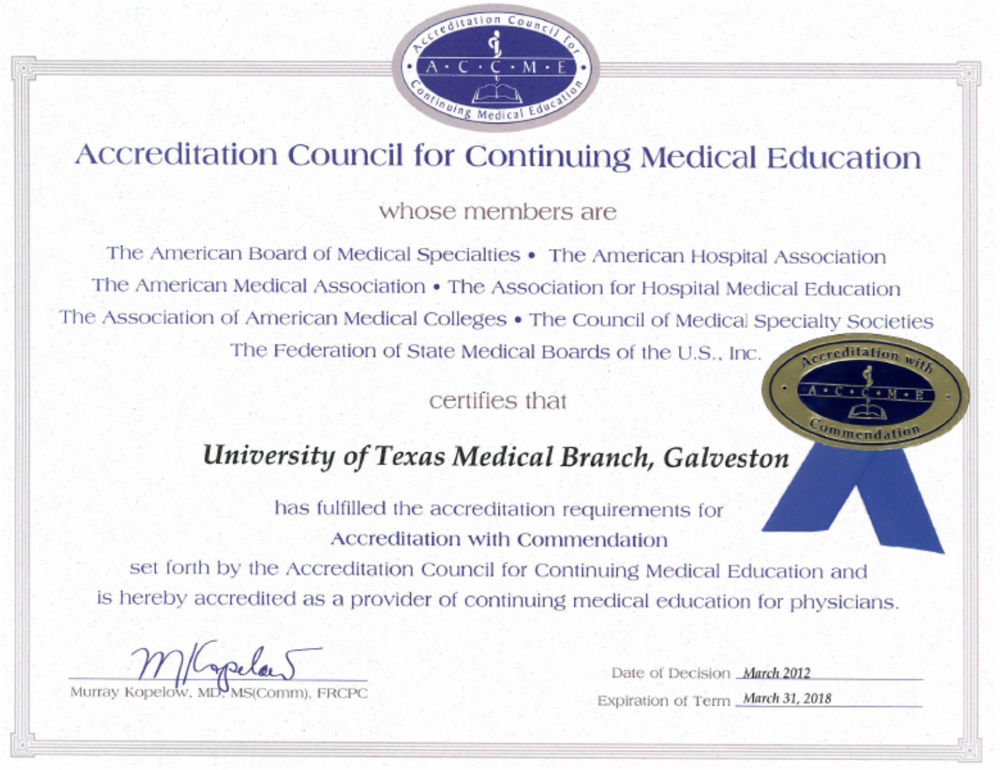 Accreditation Council for
A • C • C • M • E
Continuing Medical Education
Accreditation Council for Continuing Medical Education
whose members are
The American Board of Medical Specialties • The American Hospital Association
The American Medical Association • The Association for Hospital Medical Education
The Association of American Medical Colleges • The Council of Medical Specialty Societies
The Federation of State Medical Boards of the U.S., Inc.
Accreditation with
A • C • C • M • E
Commendation
certifies that
University of Texas Medical Branch, Galveston
has fulfilled the accreditation requirements for
Accreditation with Commendation
set forth by the Accreditation Council for Continuing Medical Education and
is hereby accredited as a provider of continuing medical education for physicians.
M Kopelow
Murray Kopelow, MD, MS(Comm), FRCPC
Date of Decision March 2012
Expiration of Term March 31, 2018